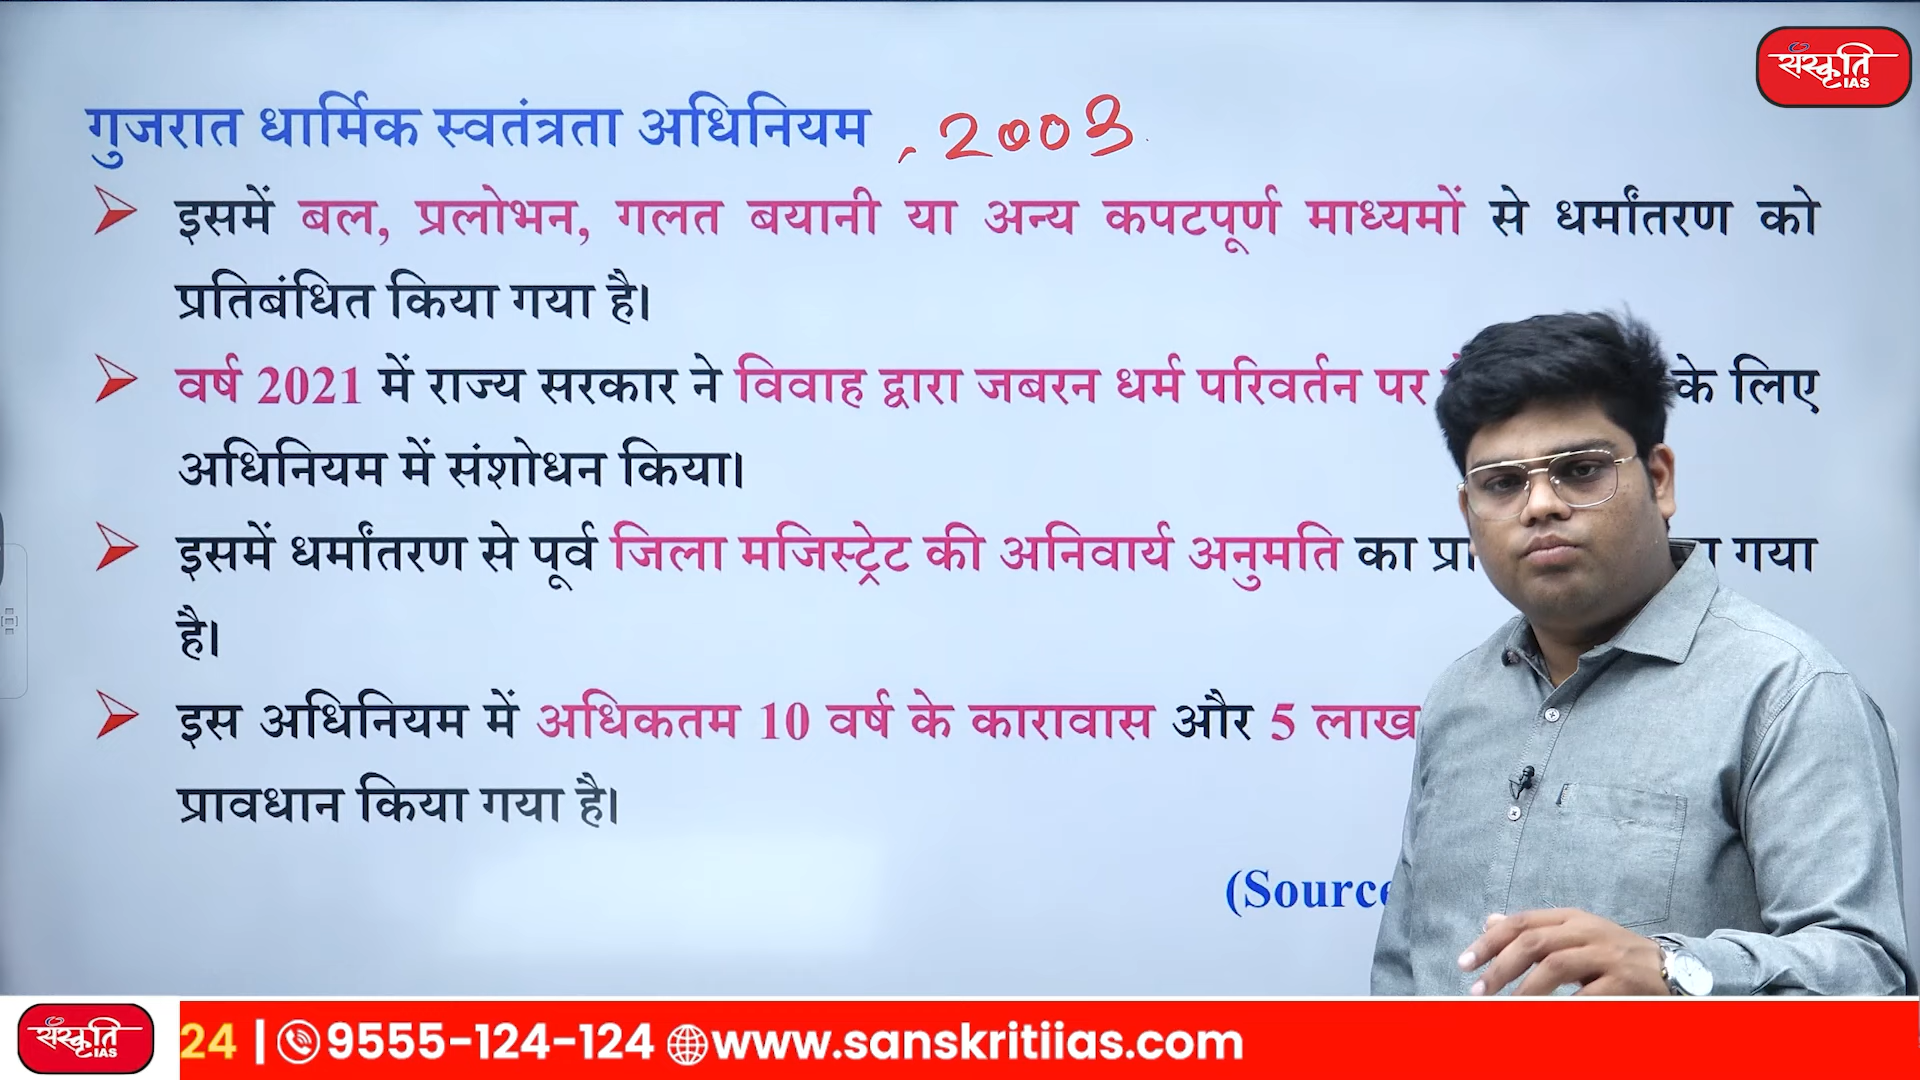 संस्कृति
IAS
गुजरात धार्मिक स्वतंत्रता अधिनियम , 2003
इसमें बल, प्रलोभन, गलत बयानी या अन्य कपटपूर्ण माध्यमों से धर्मांतरण को
प्रतिबंधित किया गया है।
वर्ष 2021 में राज्य सरकार ने विवाह द्वारा जबरन धर्म परिवर्तन पर के लिए
अधिनियम में संशोधन किया।
इसमें धर्मांतरण से पूर्व जिला मजिस्ट्रेट की अनिवार्य अनुमति का गया
है।
इस अधिनियम में अधिकतम 10 वर्ष के कारावास और 5 लाख
प्रावधान किया गया है।
(Source
संस्कृति
IAS
24 | 9555-124-124 www.sanskritiias.com